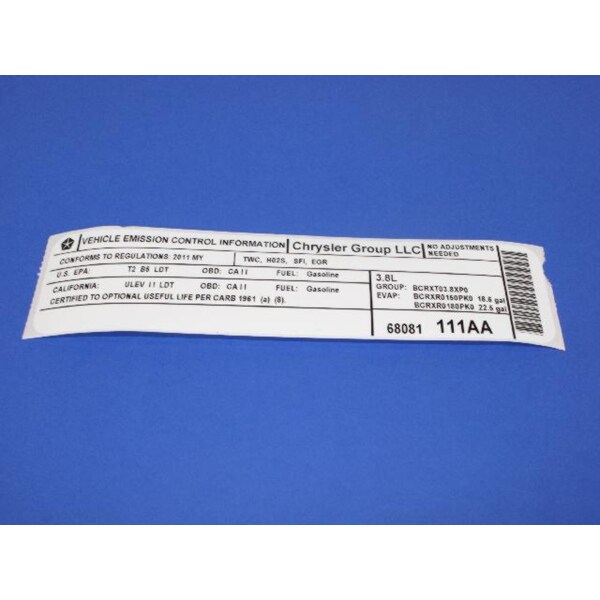 VEHICLE EMISSION CONTROL INFORMATION Chrysler Group LLC NO ADJUSTMENTS NEEDED
CONFORMS TO REGULATIONS: 2011 MY TWC, HO2S, SFI, EGR
U.S. EPA: T2 B5 LDT OBD: CA II FUEL: Gasoline
CALIFORNIA: ULEV II LDT OBD: CA II FUEL: Gasoline
CERTIFIED TO OPTIONAL USEFUL LIFE PER CARB 1961 (a) (8).
3.8L
GROUP: BCRXT03.8XP0
EVAP: BCRXR0150PK0 18.6 gal
BCRXR0180PK0 22.5 gal
68081 111AA